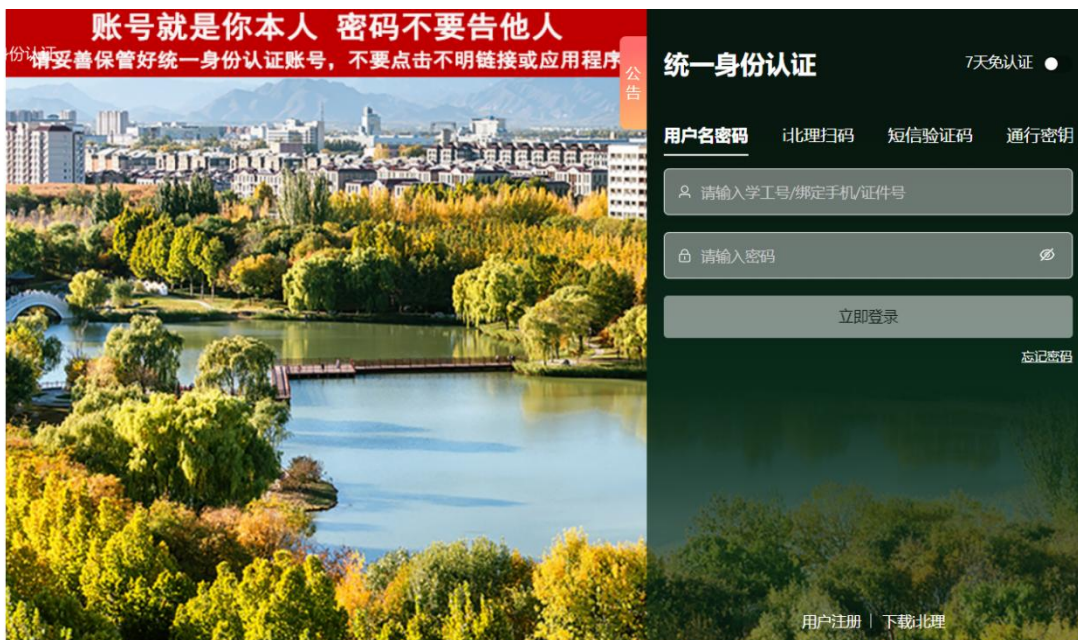 账号就是你本人 密码不要告他人
份认证
请妥善保管好统一身份认证账号，不要点击不明链接或应用程序
公告
统一身份认证
7天免认证
用户名密码
i北理扫码
短信验证码
通行密钥
请输入学工号/绑定手机/证件号
请输入密码
立即登录
忘记密码
用户注册
下载i北理